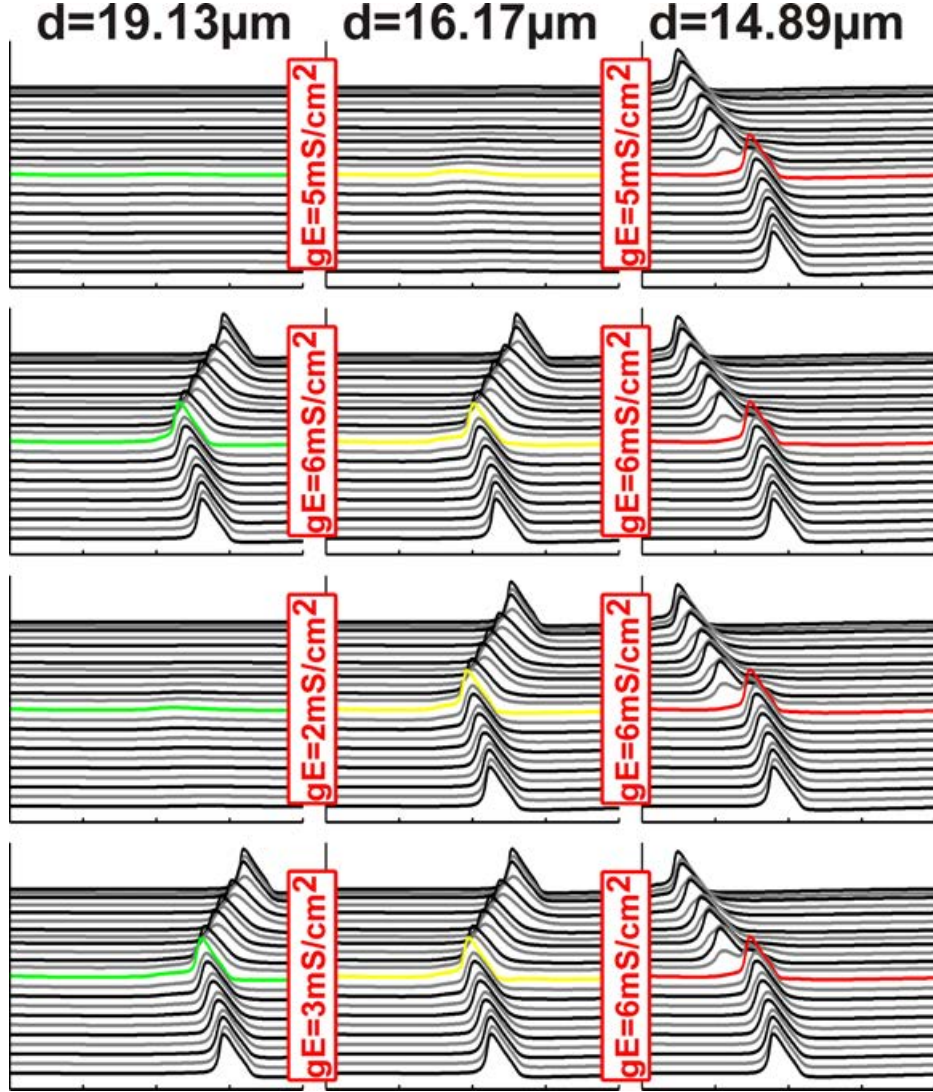 d=19.13µm d=16.17µm d=14.89µm
gE=5mS/cm² gE=5mS/cm²
gE=6mS/cm² gE=6mS/cm²
gE=2mS/cm² gE=6mS/cm²
gE=3mS/cm² gE=6mS/cm²